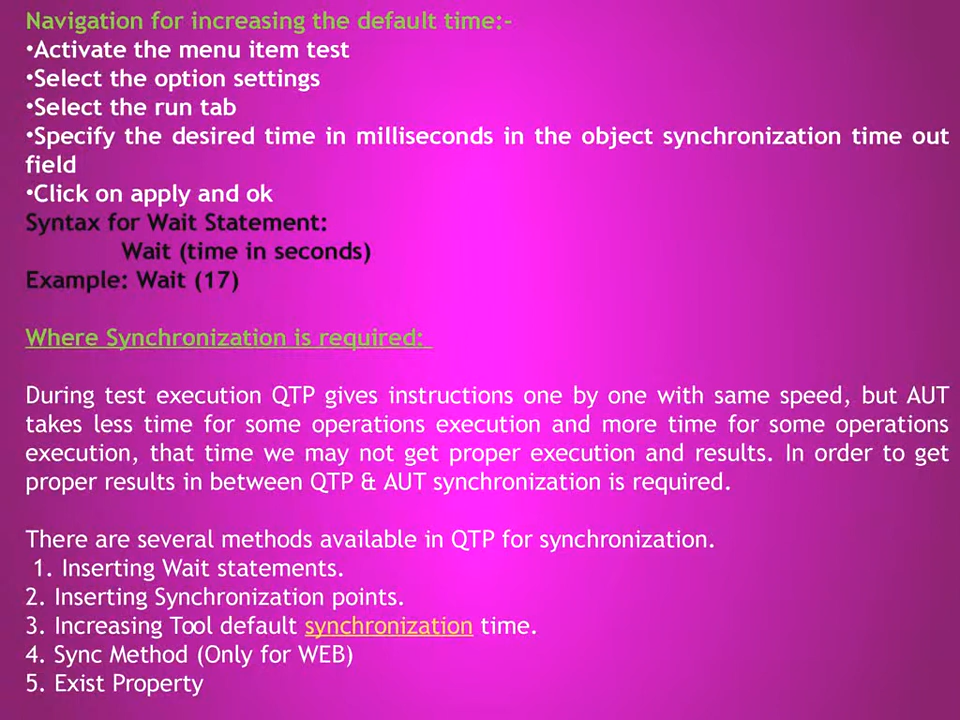 Navigation for increasing the default time:-
•Activate the menu item test
•Select the option settings
•Select the run tab
•Specify the desired time in milliseconds in the object synchronization time out
field
•Click on apply and ok
Syntax for Wait Statement:
Wait (time in seconds)
Example: Wait (17)
Where Synchronization is required:
During test execution QTP gives instructions one by one with same speed, but AUT
takes less time for some operations execution and more time for some operations
execution, that time we may not get proper execution and results. In order to get
proper results in between QTP & AUT synchronization is required.
There are several methods available in QTP for synchronization.
1. Inserting Wait statements.
2. Inserting Synchronization points.
3. Increasing Tool default synchronization time.
4. Sync Method (Only for WEB)
5. Exist Property